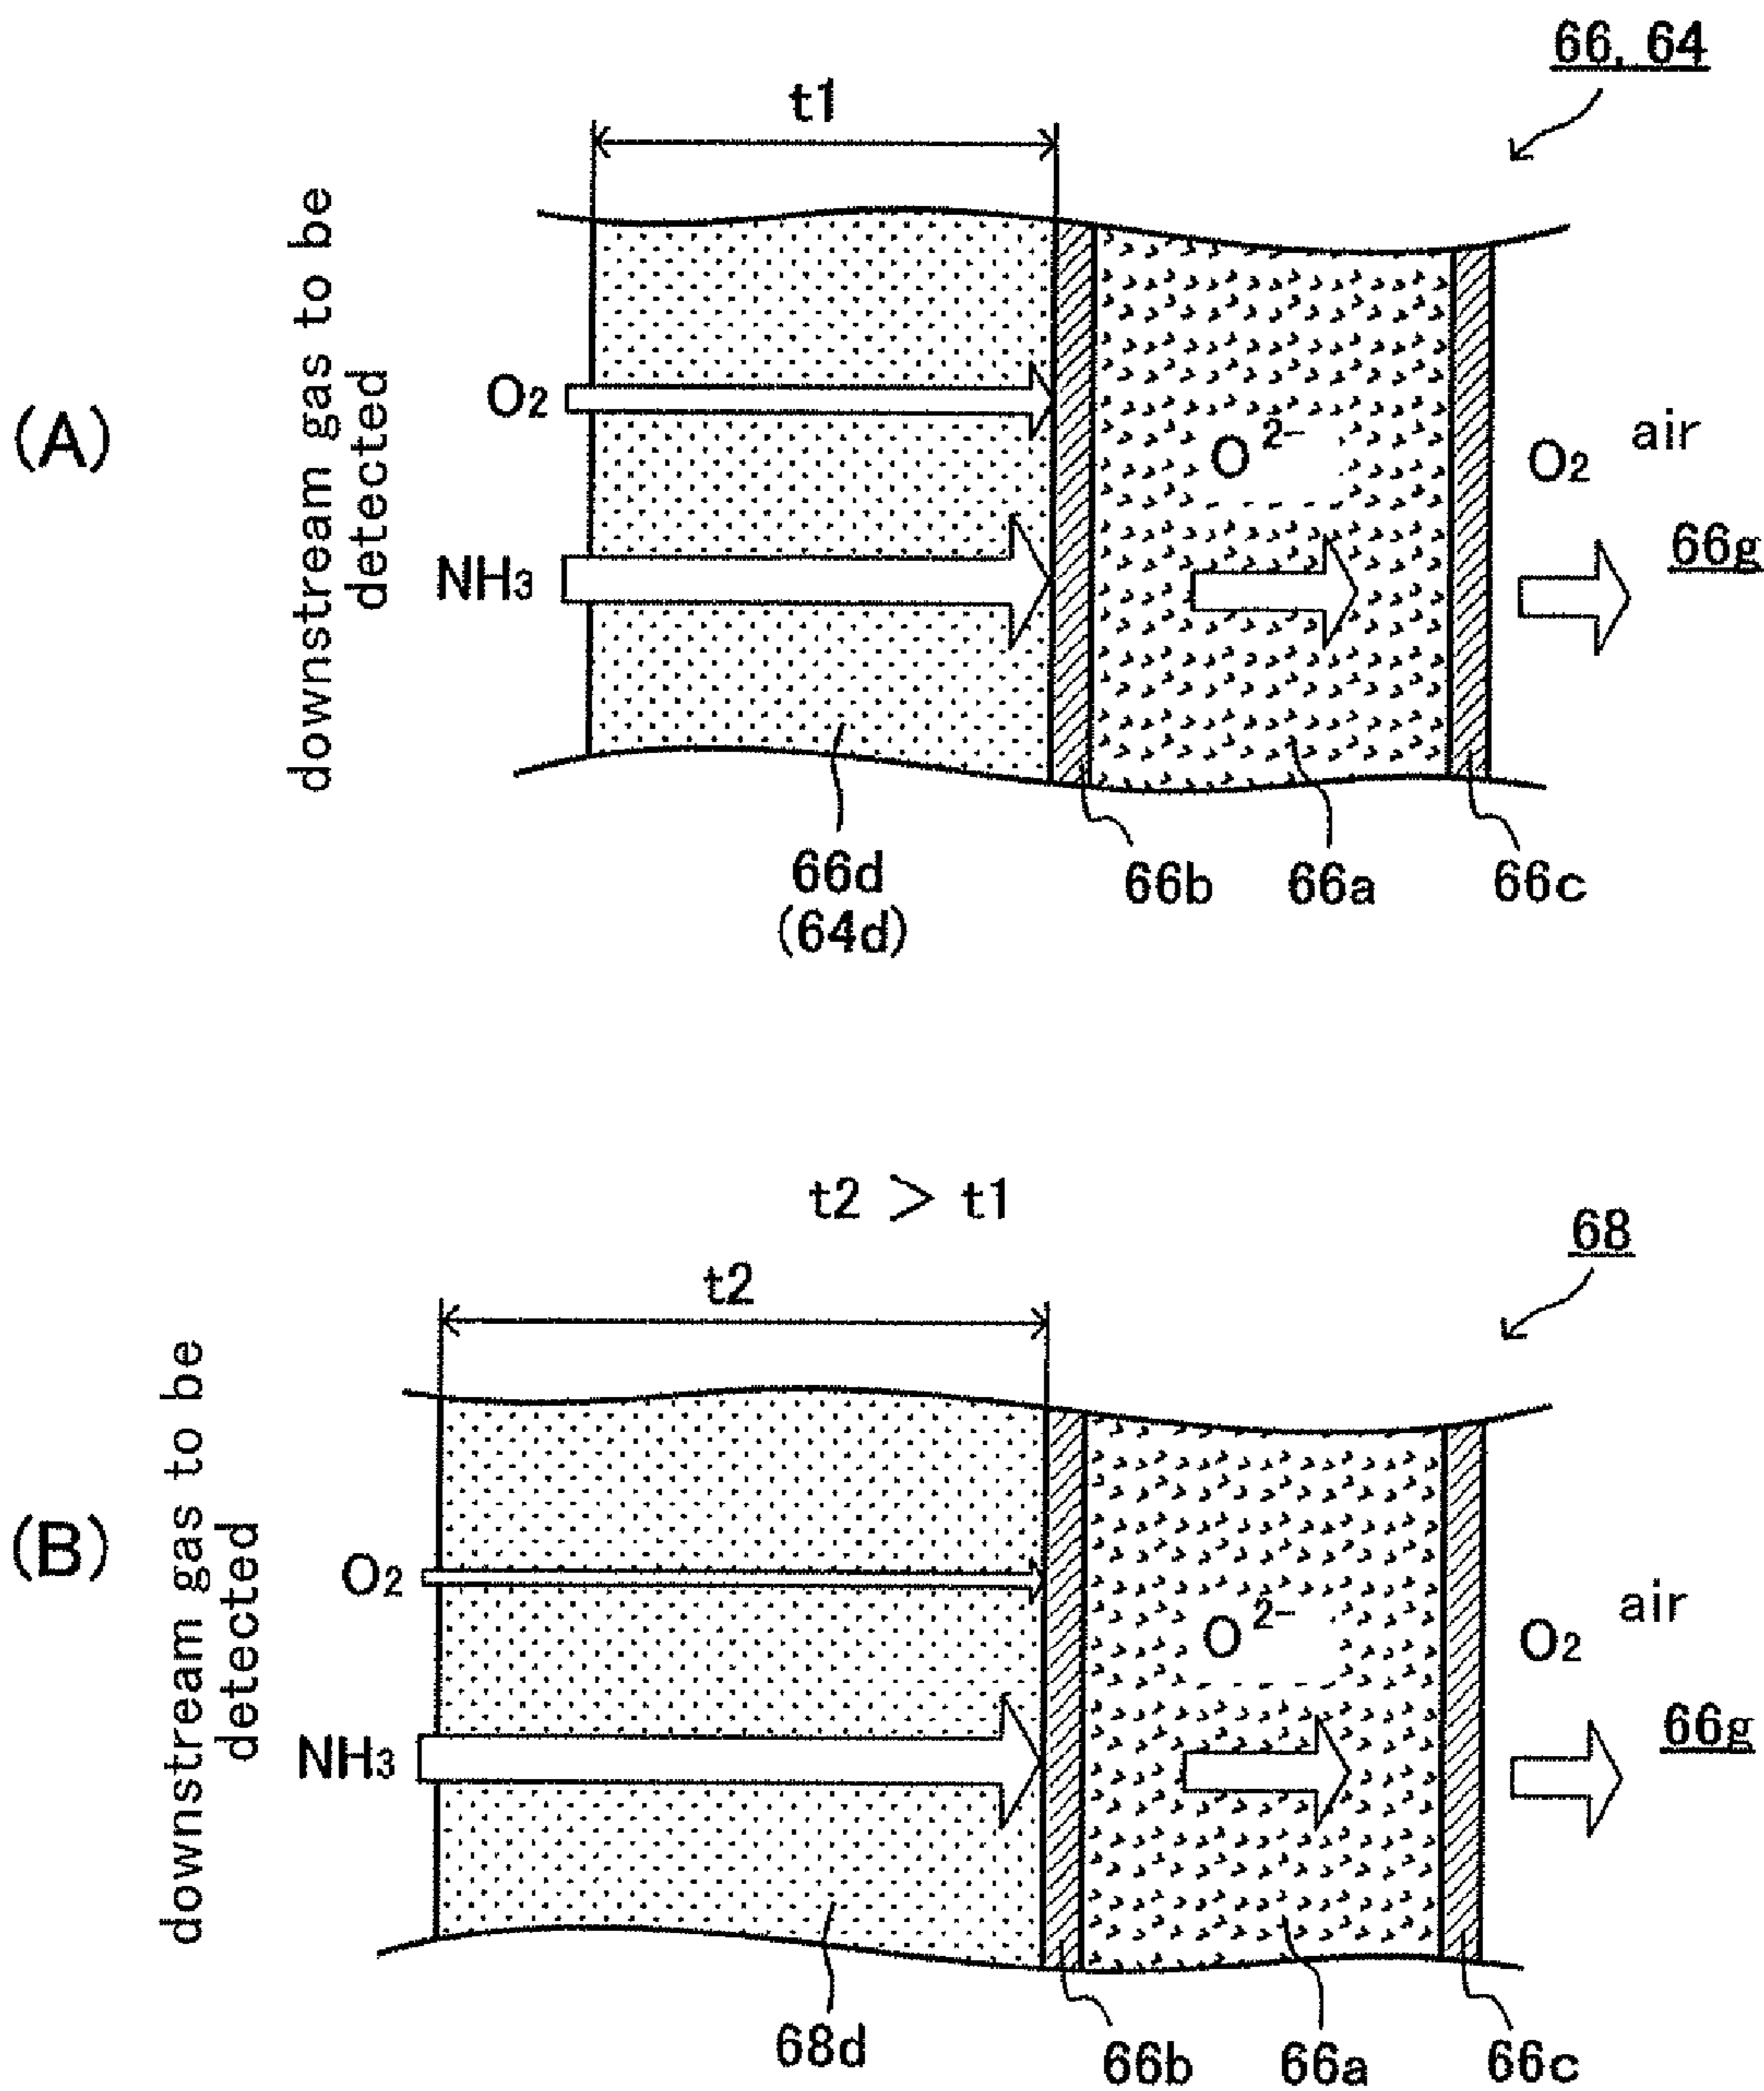 66, 64
t1
downstream gas to be
detected
(A)
O2
O2-
O2
air
NH3
66g
66d
(64d)
66b
66a
66c
t2 > t1
68
t2
downstream gas to be
detected
(B)
O2
O2-
O2
air
NH3
66g
68d
66b
66a
66c